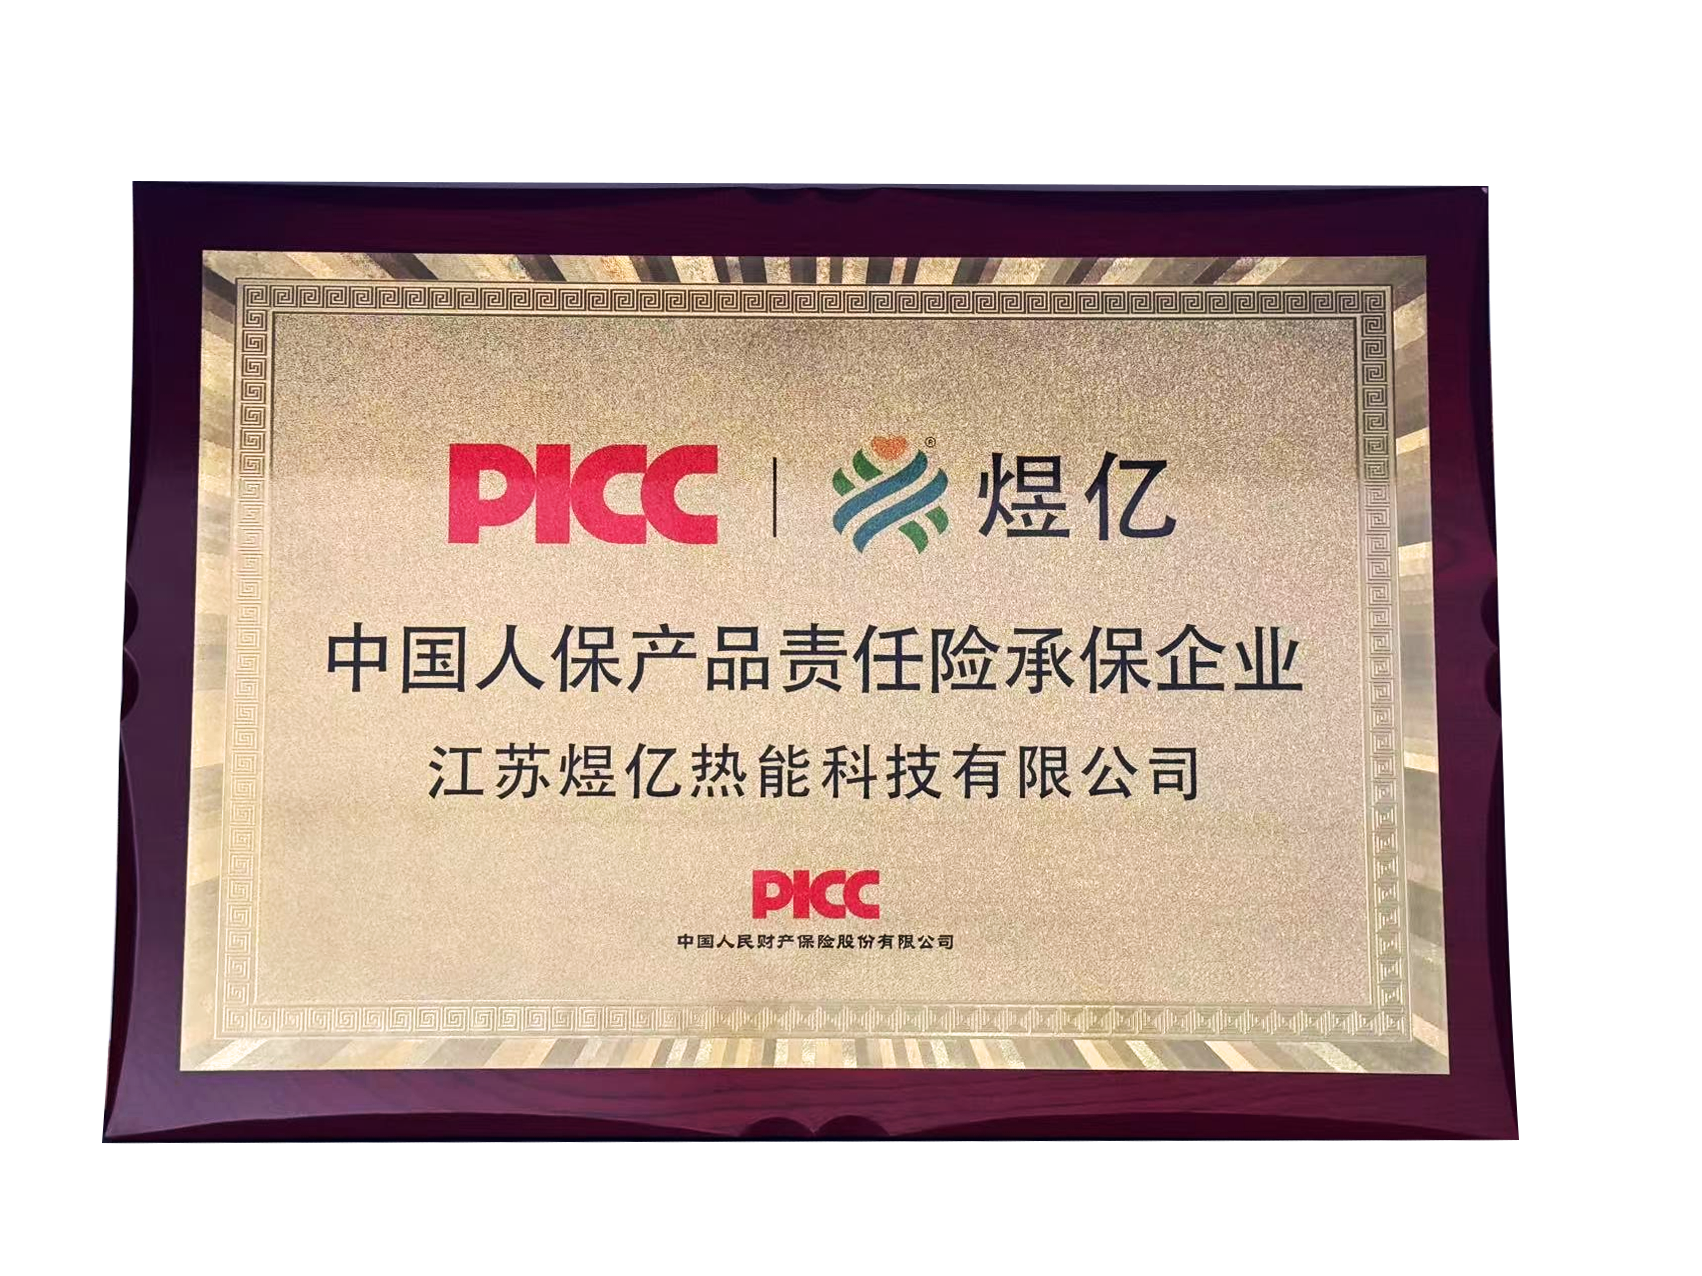 PICC | ® 煜亿
中国人保产品责任险承保企业
江苏煜亿热能科技有限公司
PICC
中国人民财产保险股份有限公司